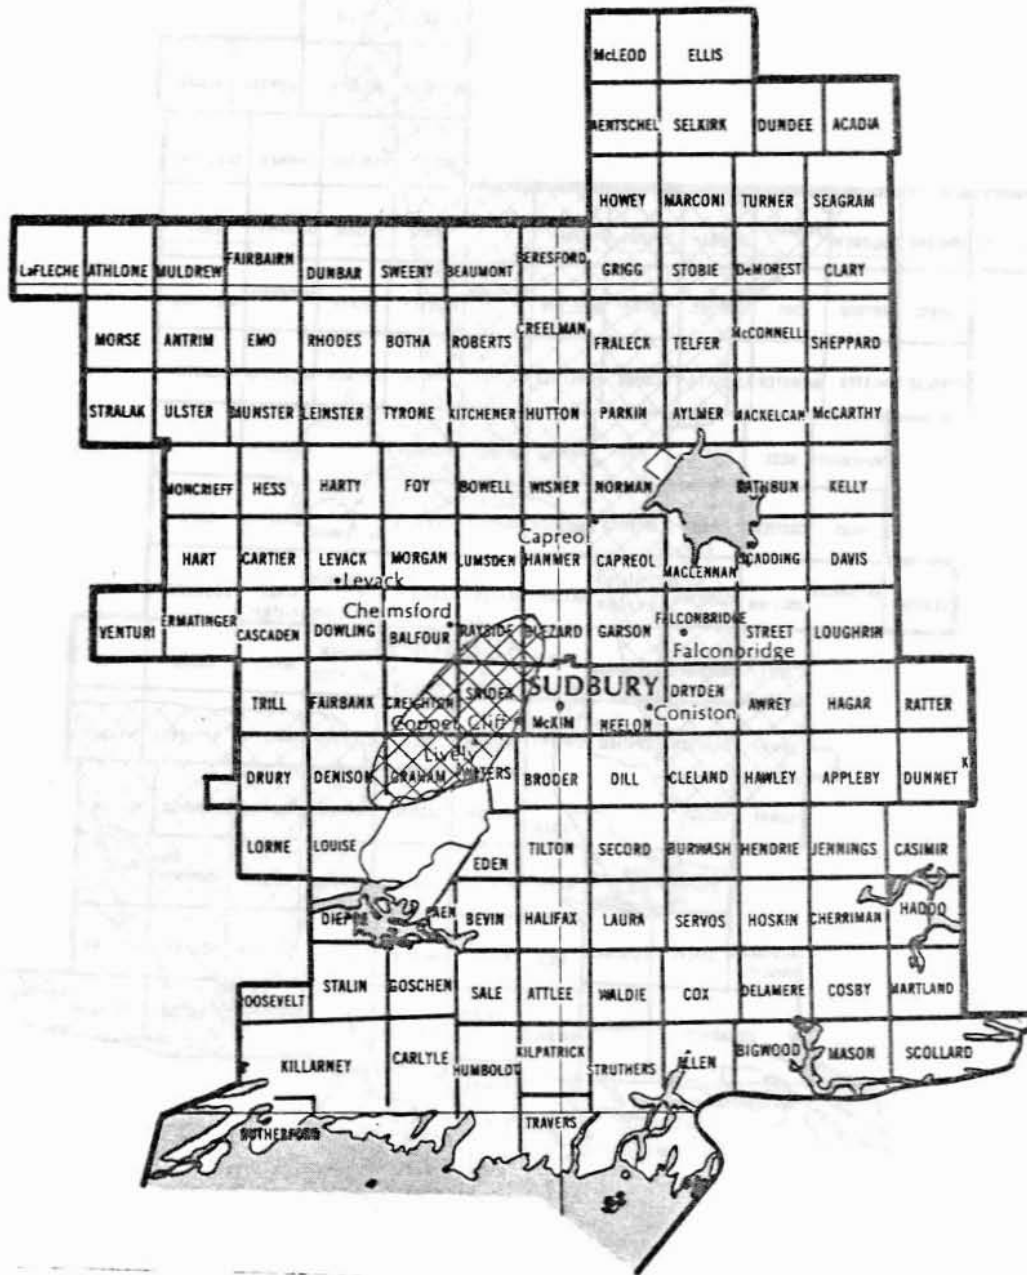 McLEOD ELLIS
AENTSCHEL SELKIRK DUNDEE ACADIA
HOWEY MARCONI TURNER SEAGRAM
LaFLECHE ATHLONE MULDREW FAIRBAIRN DUNBAR SWEENY BEAUMONT BERESFORD GRIGG STOBIE DeMOREST CLARY
MORSE ANTRIM EMO RHODES BOTHA ROBERTS CREELMAN FRALECK TELFER McCONNELL SHEPPARD
STRALAK ULSTER MUNSTER LEINSTER TYRONE KITCHENER HUTTON PARKIN AYLMER MACKELCAN McCARTHY
MONCRIEFF HESS HARTY FOY BOWELL WISNER NORMAN RATHBUN KELLY
Capreol
HART CARTIER LEVACK MORGAN LUMSDEN HANMER CAPREOL MACLENNAN SCADDING DAVIS
Levack
Chelmsford
VENTURI ERMATINGER CASCADEN DOWLING BALFOUR RAYSIDE BLEZARD GARSON FALCONBRIDGE STREET LOUGHRIN
Falconbridge
SUDBURY
TRILL FAIRBANK CREIGHTON SNIDER McKIM NEELON DRYDEN AWREY HAGAR RATTER
Copper Cliff
Coniston
Lively
DRURY DENISON GRAHAM WATERS BRODER DILL CLELAND HAWLEY APPLEBY DUNNET
LORNE LOUISE EDEN TILTON SECORD BURWASH HENDRIE JENNINGS CASIMIR
DIEPPE CAEN BEVIN HALIFAX LAURA SERVOS HOSKIN CHERRIMAN HADDO
ROOSEVELT STALIN GOSCHEN SALE ATTLEE WALDIE COX DELAMERE COSBY MARTLAND
KILLARNEY CARLYLE HUMBOLDT KILPATRICK STRUTHERS ALLEN BIGWOOD MASON SCOLLARD
RUTHERFORD TRAVERS